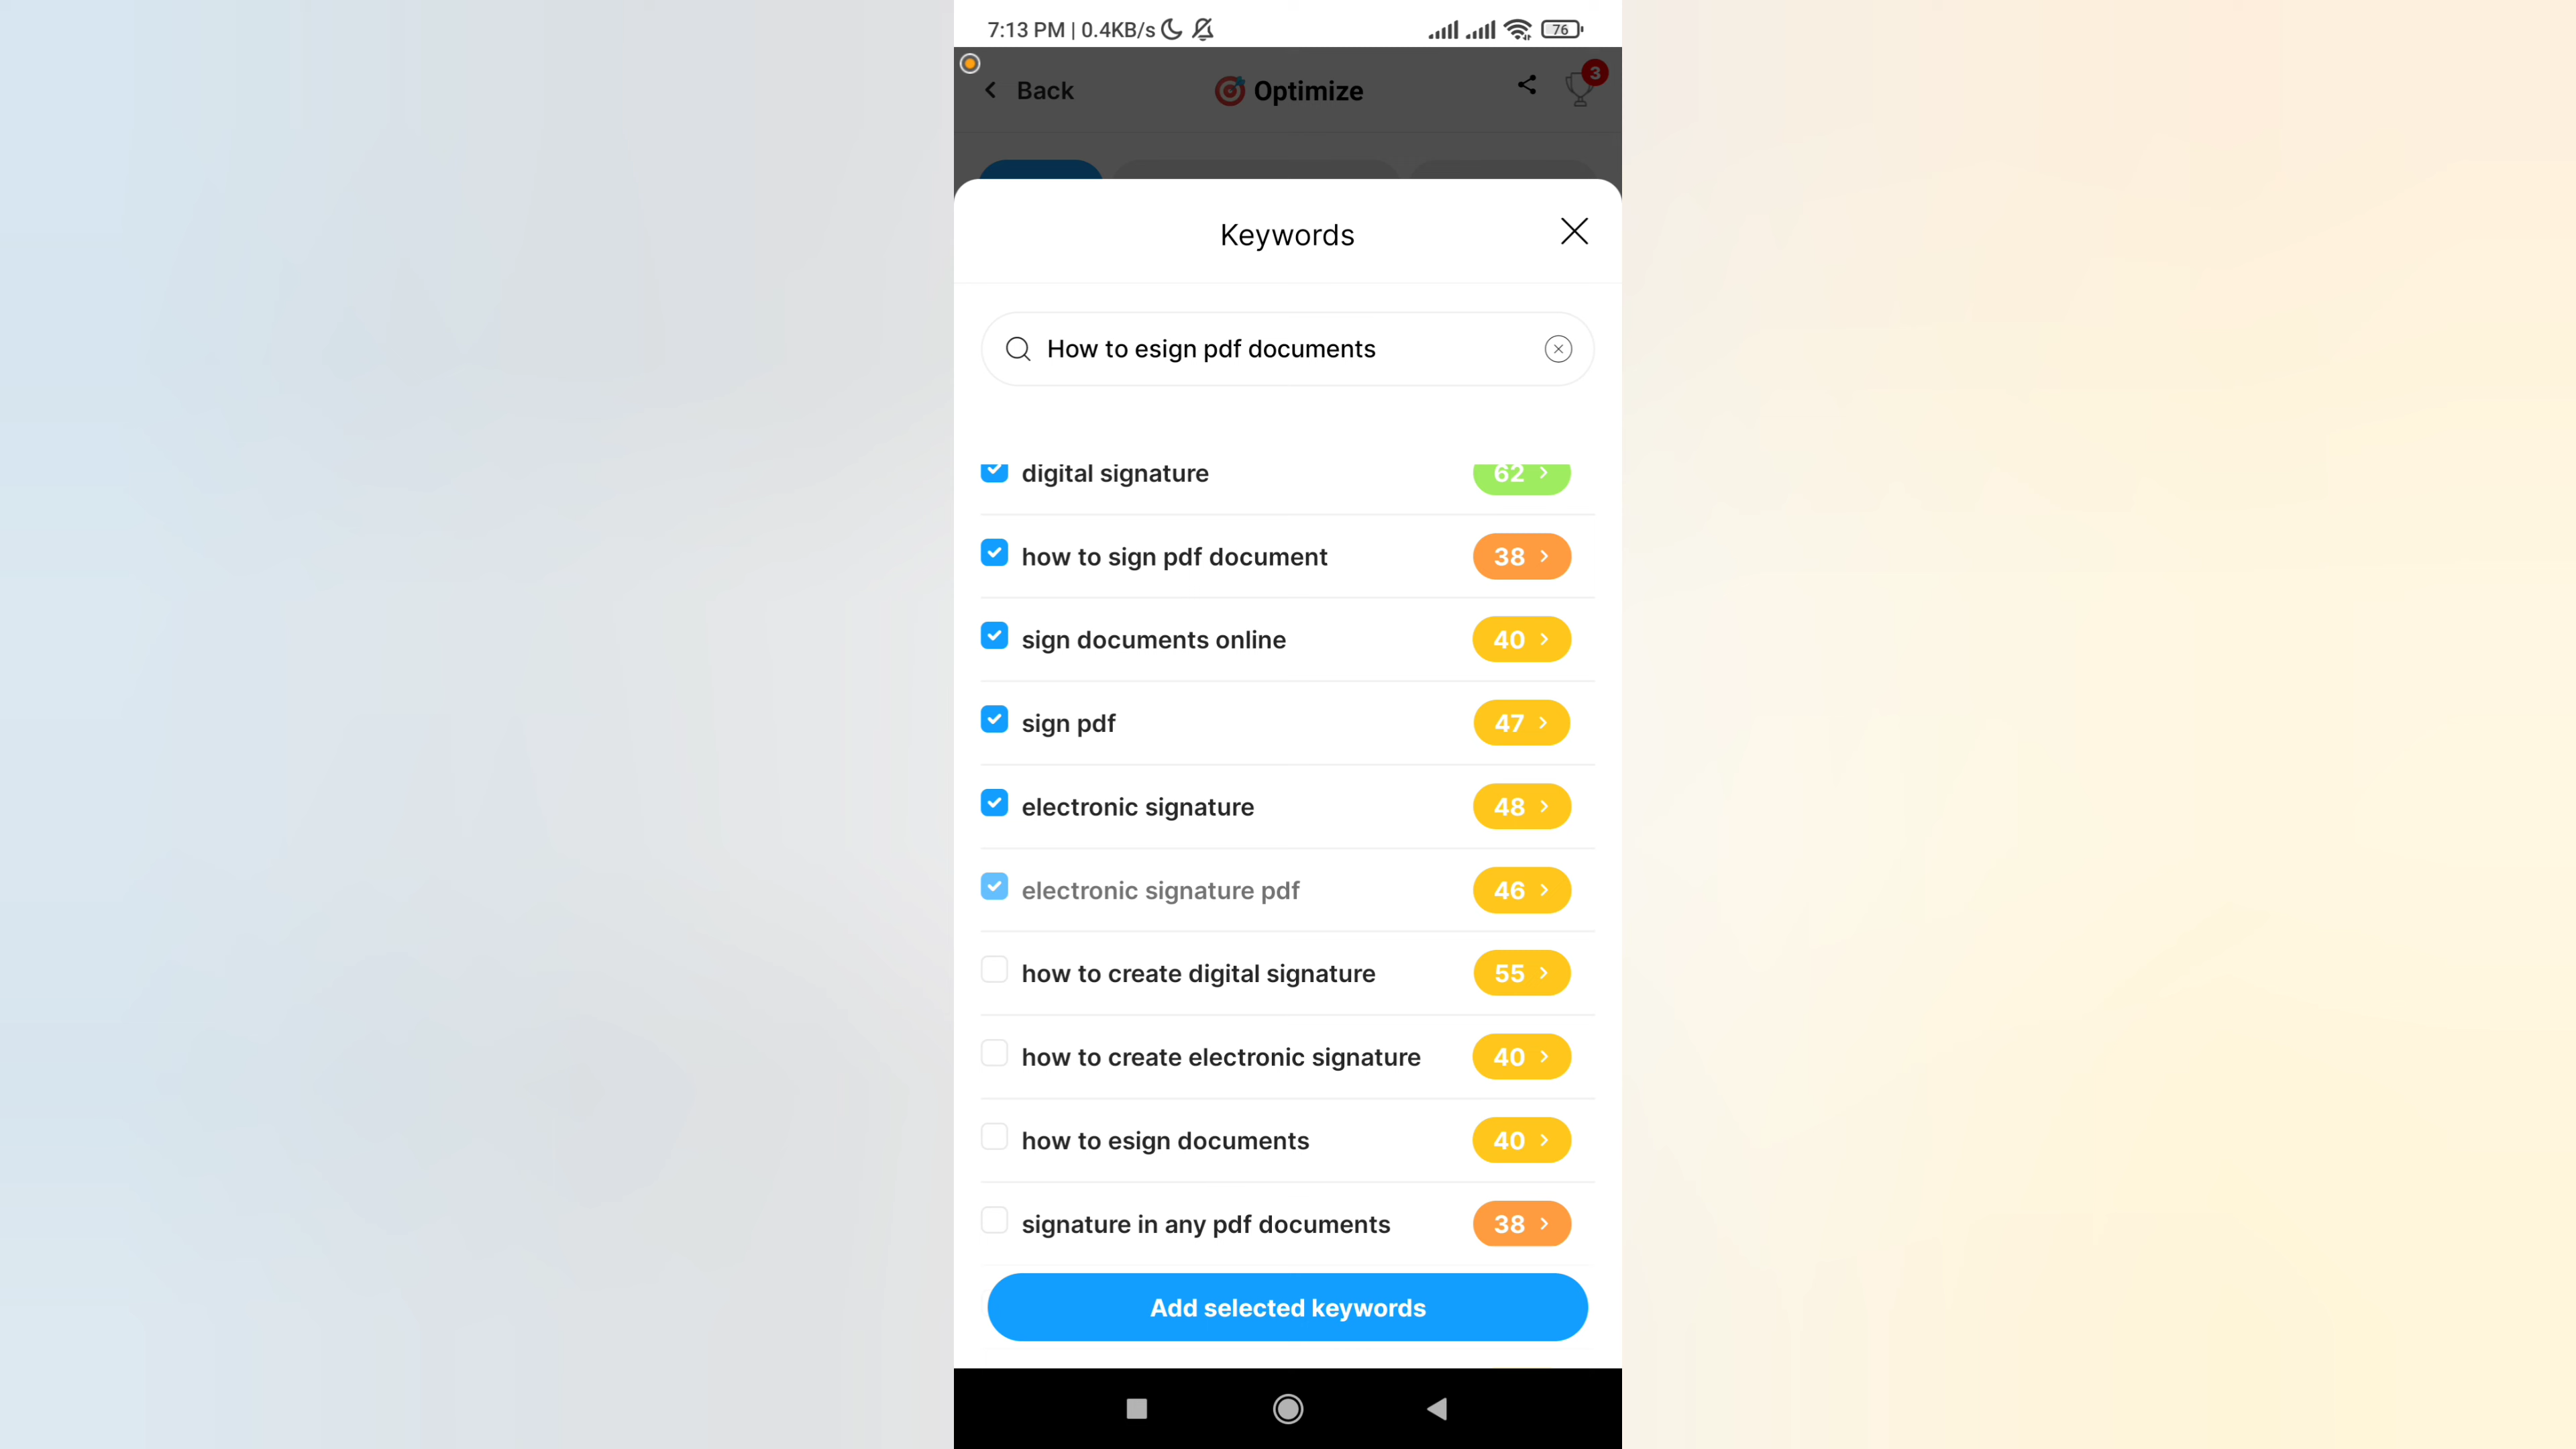 7:13 PM | 0.4KB/s
76
Back
Optimize
3
Keywords
How to esign pdf documents
digital signature 62
how to sign pdf document 38
sign documents online 40
sign pdf 47
electronic signature 48
electronic signature pdf 46
how to create digital signature 55
how to create electronic signature 40
how to esign documents 40
signature in any pdf documents 38
Add selected keywords